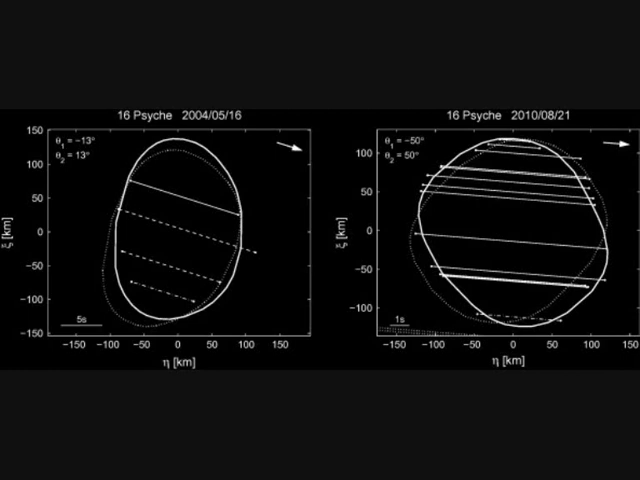 16 Psyche 2004/05/16
θ1 = −13°
θ2 = 13°
150
100
50
0
−50
−100
−150
ξ [km]
5s
−150 −100 −50 0 50 100 150
η [km]
16 Psyche 2010/08/21
θ1 = −50°
θ2 = 50°
100
50
0
−50
−100
ξ [km]
1s
−150 −100 −50 0 50 100 150
η [km]